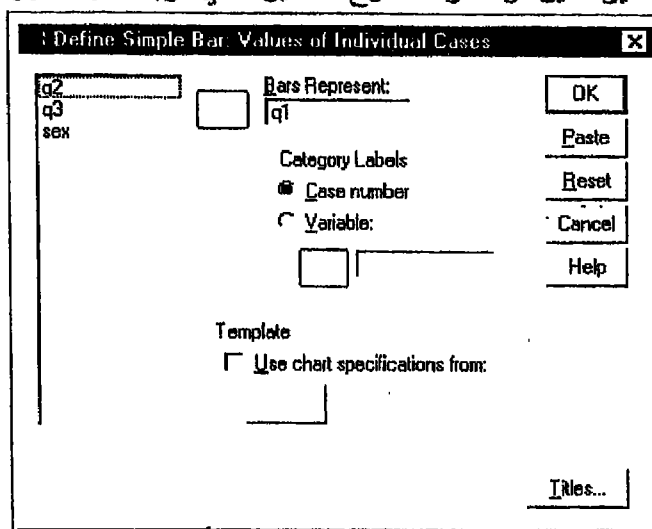 Define Simple Bar: Values of Individual Cases
q2
q3
sex
Bars Represent:
q1
Category Labels
Case number
Variable:
Template
Use chart specifications from:
OK
Paste
Reset
Cancel
Help
Titles...